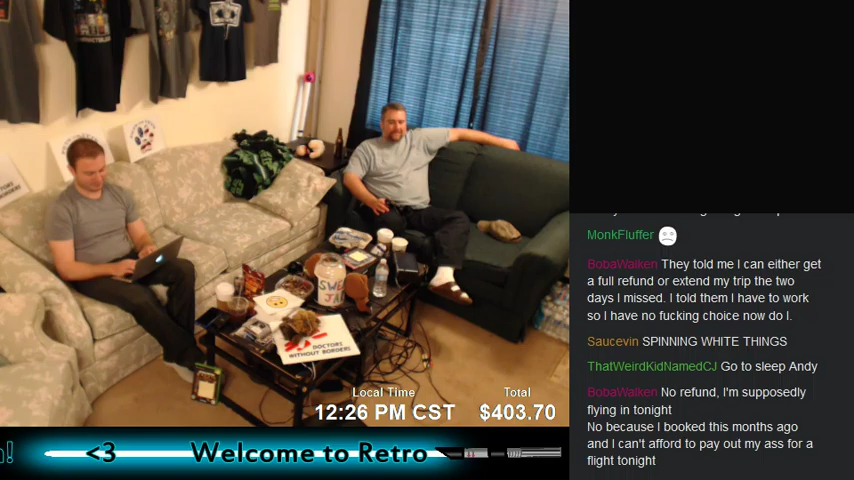 SWEAR
JAR
DOCTORS
WITHOUT BORDERS
Local Time
Total
12:26 PM CST
$403.70
<3
Welcome to Retro
MonkFluffer
BobaWalken They told me I can either get
a full refund or extend my trip the two
days I missed. I told them I have to work
so I have no fucking choice now do I.
Saucevin SPINNING WHITE THINGS
ThatWeirdKidNamedCJ Go to sleep Andy
BobaWalken No refund, I'm supposedly
flying in tonight
No because I booked this months ago
and I can't afford to pay out my ass for a
flight tonight